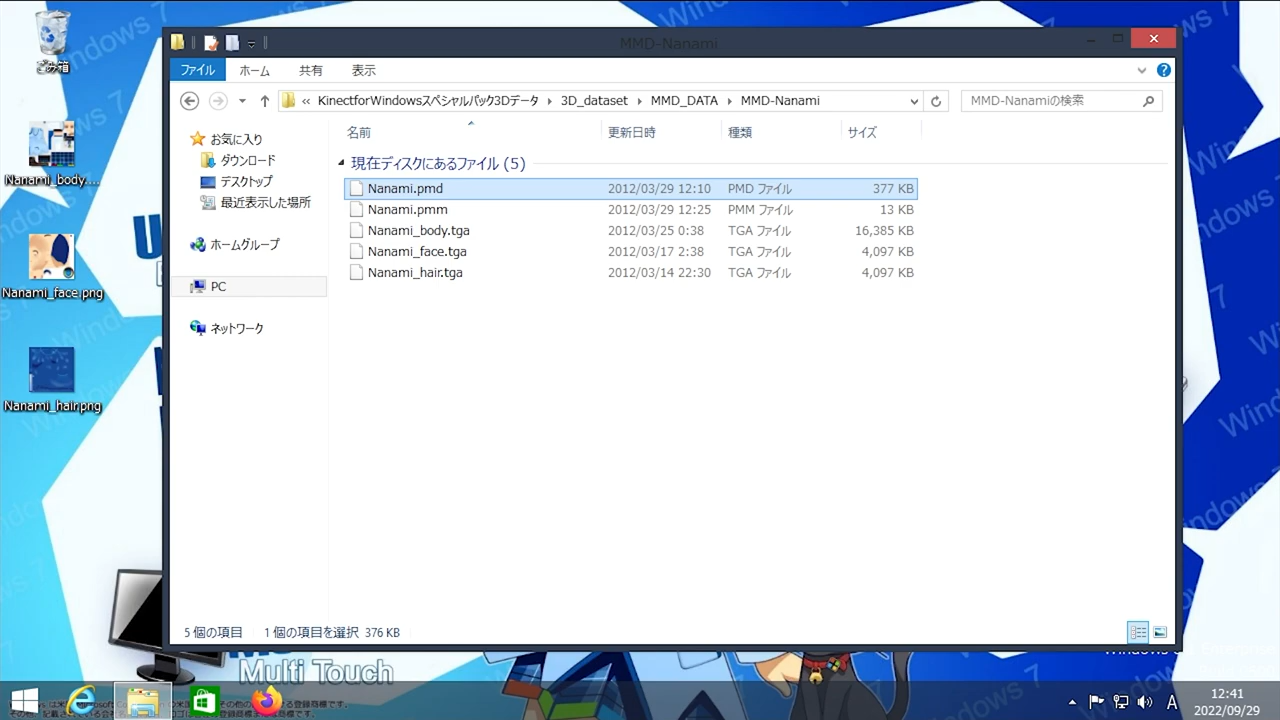 ごみ箱
Nanami_body....
Nanami_face.png
Nanami_hair.png
MMD-Nanami
ファイル
ホーム
共有
表示
« KinectforWindowsスペシャルパック3Dデータ › 3D_dataset › MMD_DATA › MMD-Nanami
MMD-Nanamiの検索
お気に入り
ダウンロード
デスクトップ
最近表示した場所
ホームグループ
PC
ネットワーク
名前 更新日時 種類 サイズ
現在ディスクにあるファイル (5)
Nanami.pmd 2012/03/29 12:10 PMD ファイル 377 KB
Nanami.pmm 2012/03/29 12:25 PMM ファイル 13 KB
Nanami_body.tga 2012/03/25 0:38 TGA ファイル 16,385 KB
Nanami_face.tga 2012/03/17 2:38 TGA ファイル 4,097 KB
Nanami_hair.tga 2012/03/14 22:30 TGA ファイル 4,097 KB
5 個の項目 1 個の項目を選択 376 KB
Multi Touch
A
12:41
2022/09/29
Windows 7
Windows 7
Windows 7